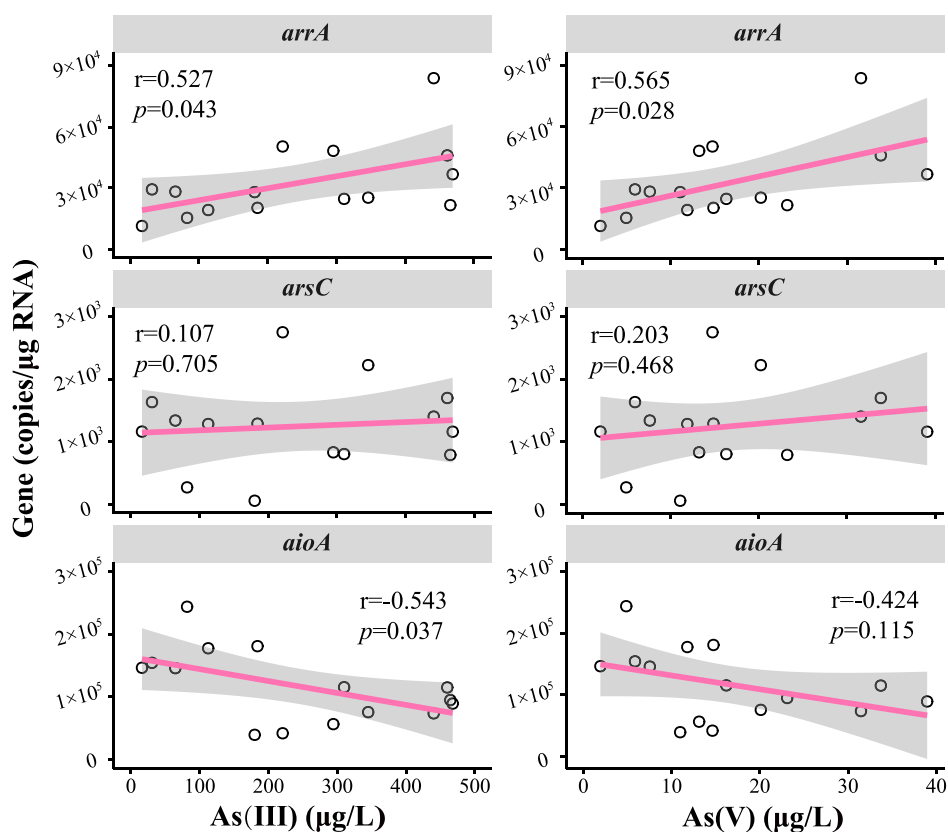 Gene (copies/μg RNA)
arrA
r=0.527
p=0.043
9×10⁴
6×10⁴
3×10⁴
0
arrA
r=0.565
p=0.028
9×10⁴
6×10⁴
3×10⁴
0
arsC
r=0.107
p=0.705
3×10³
2×10³
1×10³
0
arsC
r=0.203
p=0.468
3×10³
2×10³
1×10³
0
aioA
r=-0.543
p=0.037
3×10⁵
2×10⁵
1×10⁵
0
0 100 200 300 400 500
As(III) (μg/L)
aioA
r=-0.424
p=0.115
3×10⁵
2×10⁵
1×10⁵
0
0 10 20 30 40
As(V) (μg/L)